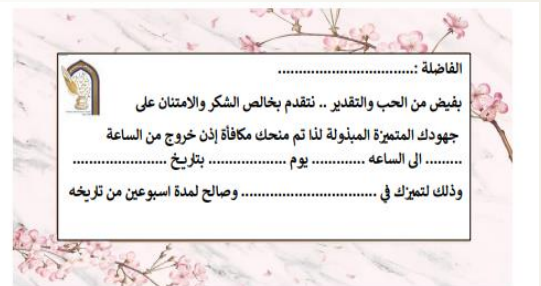 الفاضلة :................................
بفيض من الحب والتقدير .. نتقدم بخالص الشكر والامتنان على
جهودك المتميزة المبذولة لذا تم منحك مكافأة إذن خروج من الساعة
......... الى الساعه ............. يوم ................... بتاريخ .......................
وذلك لتميزك في ................................. وصالح لمدة اسبوعين من تاريخه